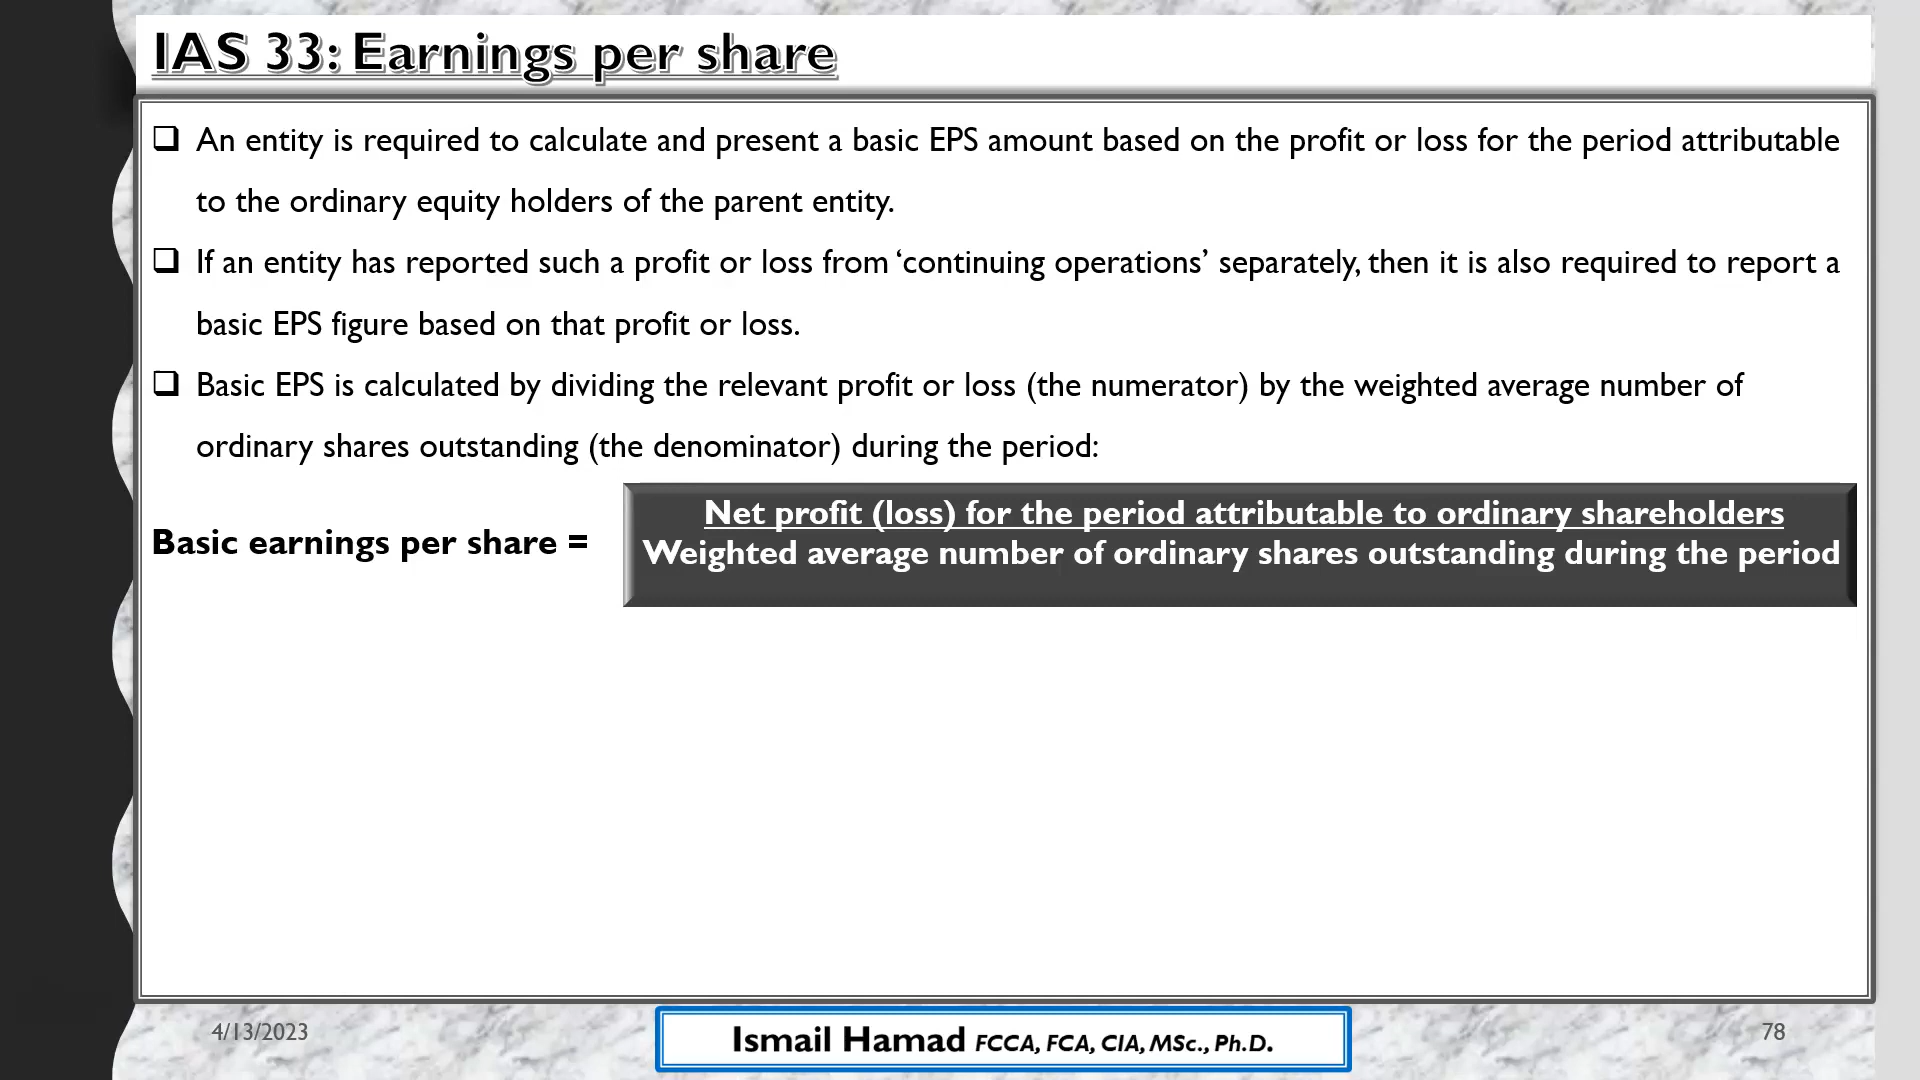 IAS 33: Earnings per share
❑ An entity is required to calculate and present a basic EPS amount based on the profit or loss for the period attributable
to the ordinary equity holders of the parent entity.
❑ If an entity has reported such a profit or loss from ‘continuing operations’ separately, then it is also required to report a
basic EPS figure based on that profit or loss.
❑ Basic EPS is calculated by dividing the relevant profit or loss (the numerator) by the weighted average number of
ordinary shares outstanding (the denominator) during the period:
Basic earnings per share =
Net profit (loss) for the period attributable to ordinary shareholders
Weighted average number of ordinary shares outstanding during the period
4/13/2023
Ismail Hamad FCCA, FCA, CIA, MSc., Ph.D.
78